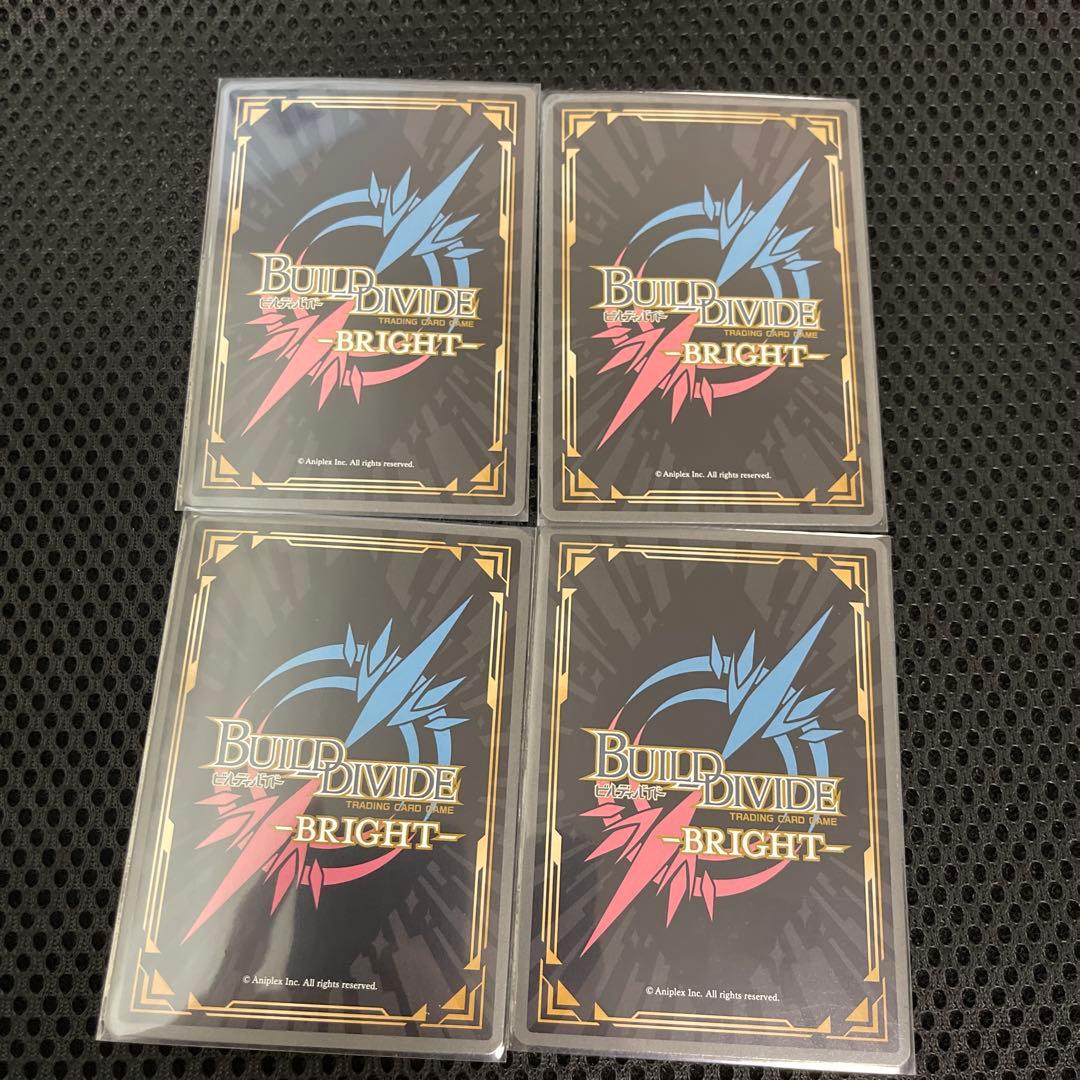 BUILD DIVIDE
ビルディバイド
TRADING CARD GAME
-BRIGHT-
© Aniplex Inc. All rights reserved.
BUILD DIVIDE
ビルディバイド
TRADING CARD GAME
-BRIGHT-
© Aniplex Inc. All rights reserved.
BUILD DIVIDE
ビルディバイド
TRADING CARD GAME
-BRIGHT-
© Aniplex Inc. All rights reserved.
BUILD DIVIDE
ビルディバイド
TRADING CARD GAME
-BRIGHT-
© Aniplex Inc. All rights reserved.